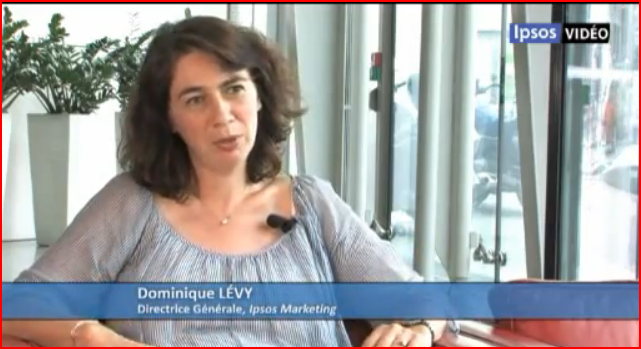 Ipsos VIDÉO
Dominique LÉVY
Directrice Générale, Ipsos Marketing